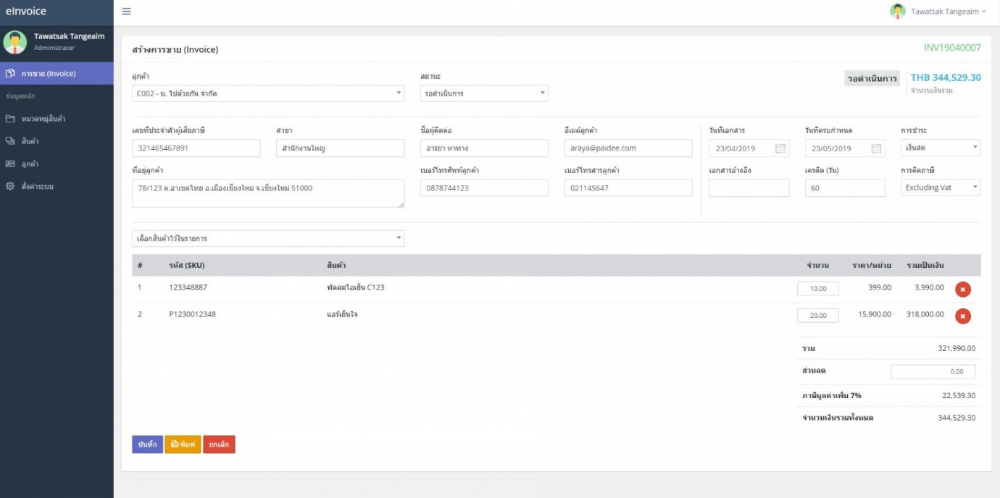 eInvoice
Tawatsak Tangeaim
Tawatsak Tangeaim
Administrator
การขาย (Invoice)
ข้อมูลหลัก
หมวดหมู่สินค้า
สินค้า
ลูกค้า
ตั้งค่าระบบ
สร้างการขาย (Invoice)
INV19040007
ลูกค้า
สถานะ
C002 - บ. ไปด้วยกัน จำกัด
รอดำเนินการ
รอดำเนินการ
THB 344,529.30
จำนวนเงินรวม
เลขที่ประจำตัวผู้เสียภาษี
สาขา
ชื่อผู้ติดต่อ
อีเมล์ลูกค้า
วันที่เอกสาร
วันที่ครบกำหนด
การชำระ
321465467891
สำนักงานใหญ่
อารยา หาทาง
araya@paidee.com
23/04/2019
23/05/2019
เงินสด
ที่อยู่ลูกค้า
เบอร์โทรศัพท์ลูกค้า
เบอร์โทรสารลูกค้า
เอกสารอ้างอิง
เครดิต (วัน)
การคิดภาษี
78/123 ต.อาเขตไทย อ.เมืองเชียงใหม่ จ.เชียงใหม่ 51000
0878744123
021145647
60
Excluding Vat
เลือกสินค้าไว้ในรายการ
# รหัส (SKU) สินค้า จำนวน ราคา/หน่วย รวมเป็นเงิน
1 123348887 พัดลมไอเย็น C123 10.00 399.00 3,990.00
2 P1230012348 แอร์เย็นใจ 20.00 15,900.00 318,000.00
รวม 321,990.00
ส่วนลด 0.00
ภาษีมูลค่าเพิ่ม 7% 22,539.30
จำนวนเงินรวมทั้งหมด 344,529.30
บันทึก พิมพ์ ยกเลิก